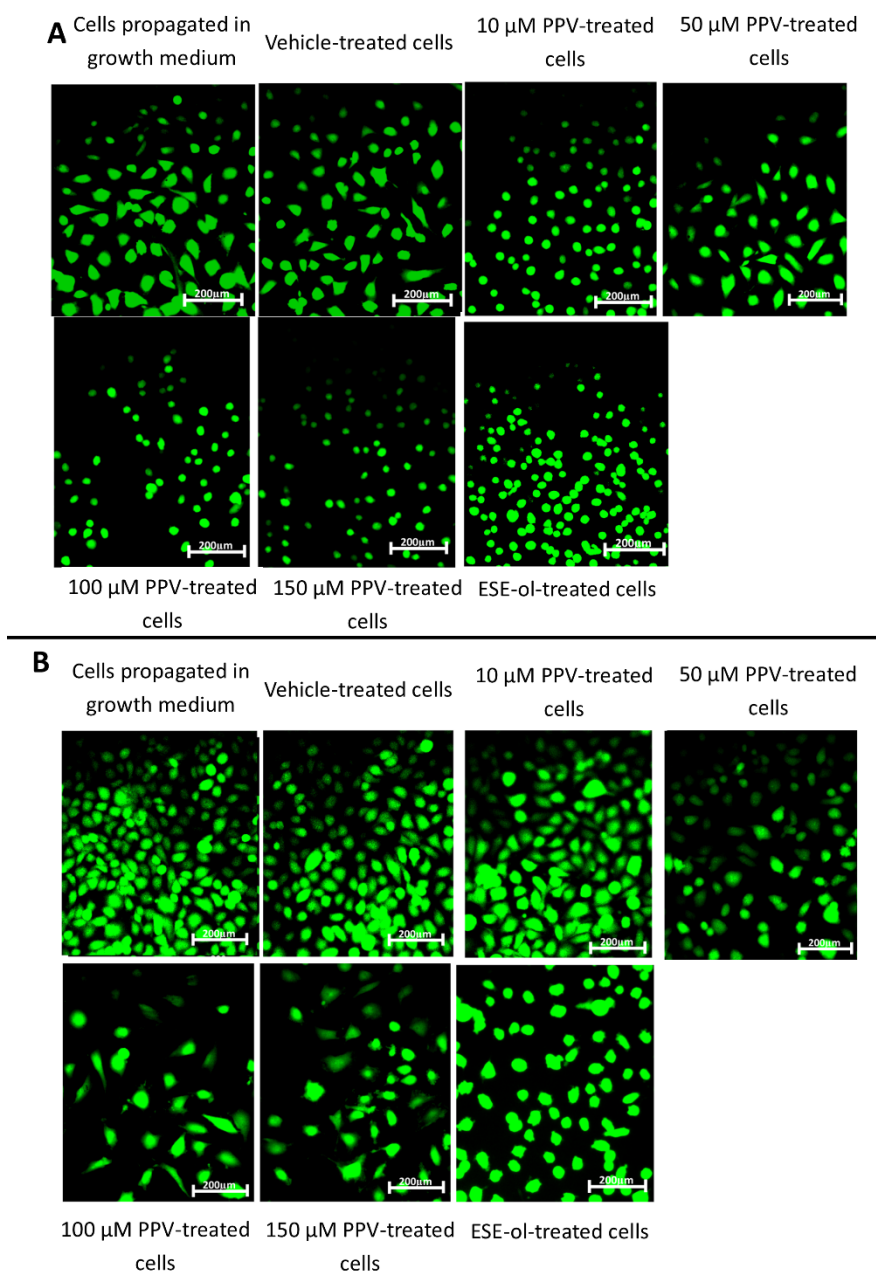 A
Cells propagated in
growth medium
Vehicle-treated cells
10 µM PPV-treated
cells
50 µM PPV-treated
cells
200µm
200µm
200µm
200µm
200µm
200µm
200µm
100 µM PPV-treated
cells
150 µM PPV-treated
cells
ESE-ol-treated cells
B
Cells propagated in
growth medium
Vehicle-treated cells
10 µM PPV-treated
cells
50 µM PPV-treated
cells
200µm
200µm
200µm
200µm
200µm
200µm
200µm
100 µM PPV-treated
cells
150 µM PPV-treated
cells
ESE-ol-treated cells